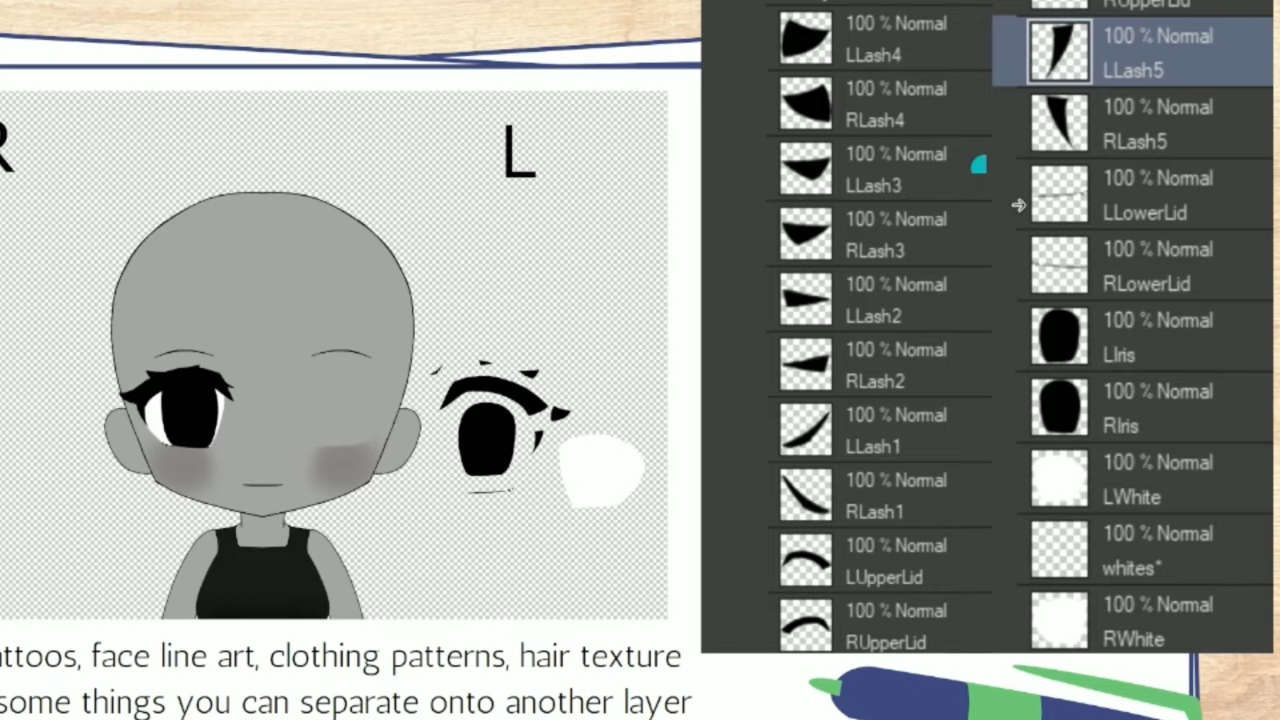 R
L
100 % Normal
LLash4
100 % Normal
RLash4
100 % Normal
LLash3
100 % Normal
RLash3
100 % Normal
LLash2
100 % Normal
RLash2
100 % Normal
LLash1
100 % Normal
RLash1
100 % Normal
LUpperLid
100 % Normal
RUpperLid
RUpperLid
100 % Normal
LLash5
100 % Normal
RLash5
100 % Normal
LLowerLid
100 % Normal
RLowerLid
100 % Normal
LIris
100 % Normal
RIris
100 % Normal
LWhite
100 % Normal
whites*
100 % Normal
RWhite
attoos, face line art, clothing patterns, hair texture
some things you can separate onto another layer